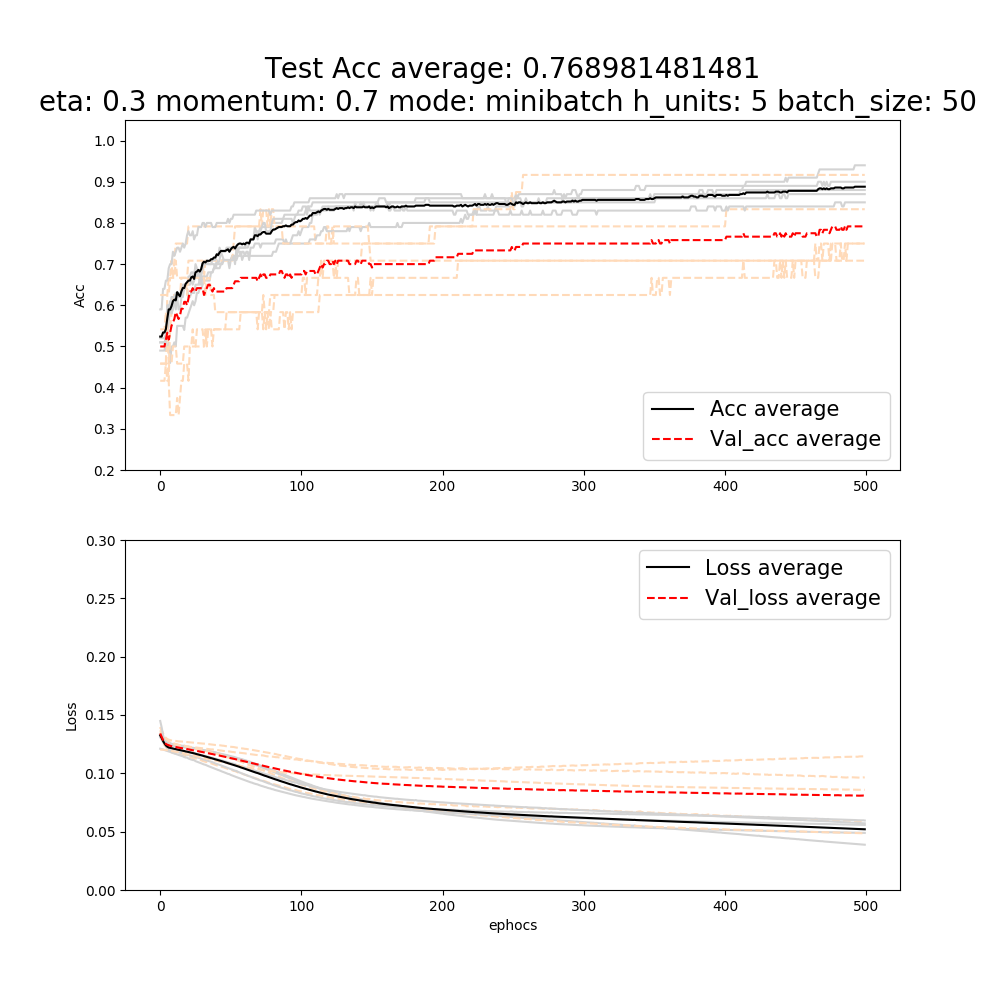 Test Acc average: 0.768981481481
eta: 0.3 momentum: 0.7 mode: minibatch h_units: 5 batch_size: 50
1.0
0.9
0.8
0.7
0.6
0.5
0.4
0.3
0.2
Acc
Acc average
Val_acc average
0 100 200 300 400 500
0.30
0.25
0.20
0.15
0.10
0.05
0.00
Loss
Loss average
Val_loss average
0 100 200 300 400 500
ephocs